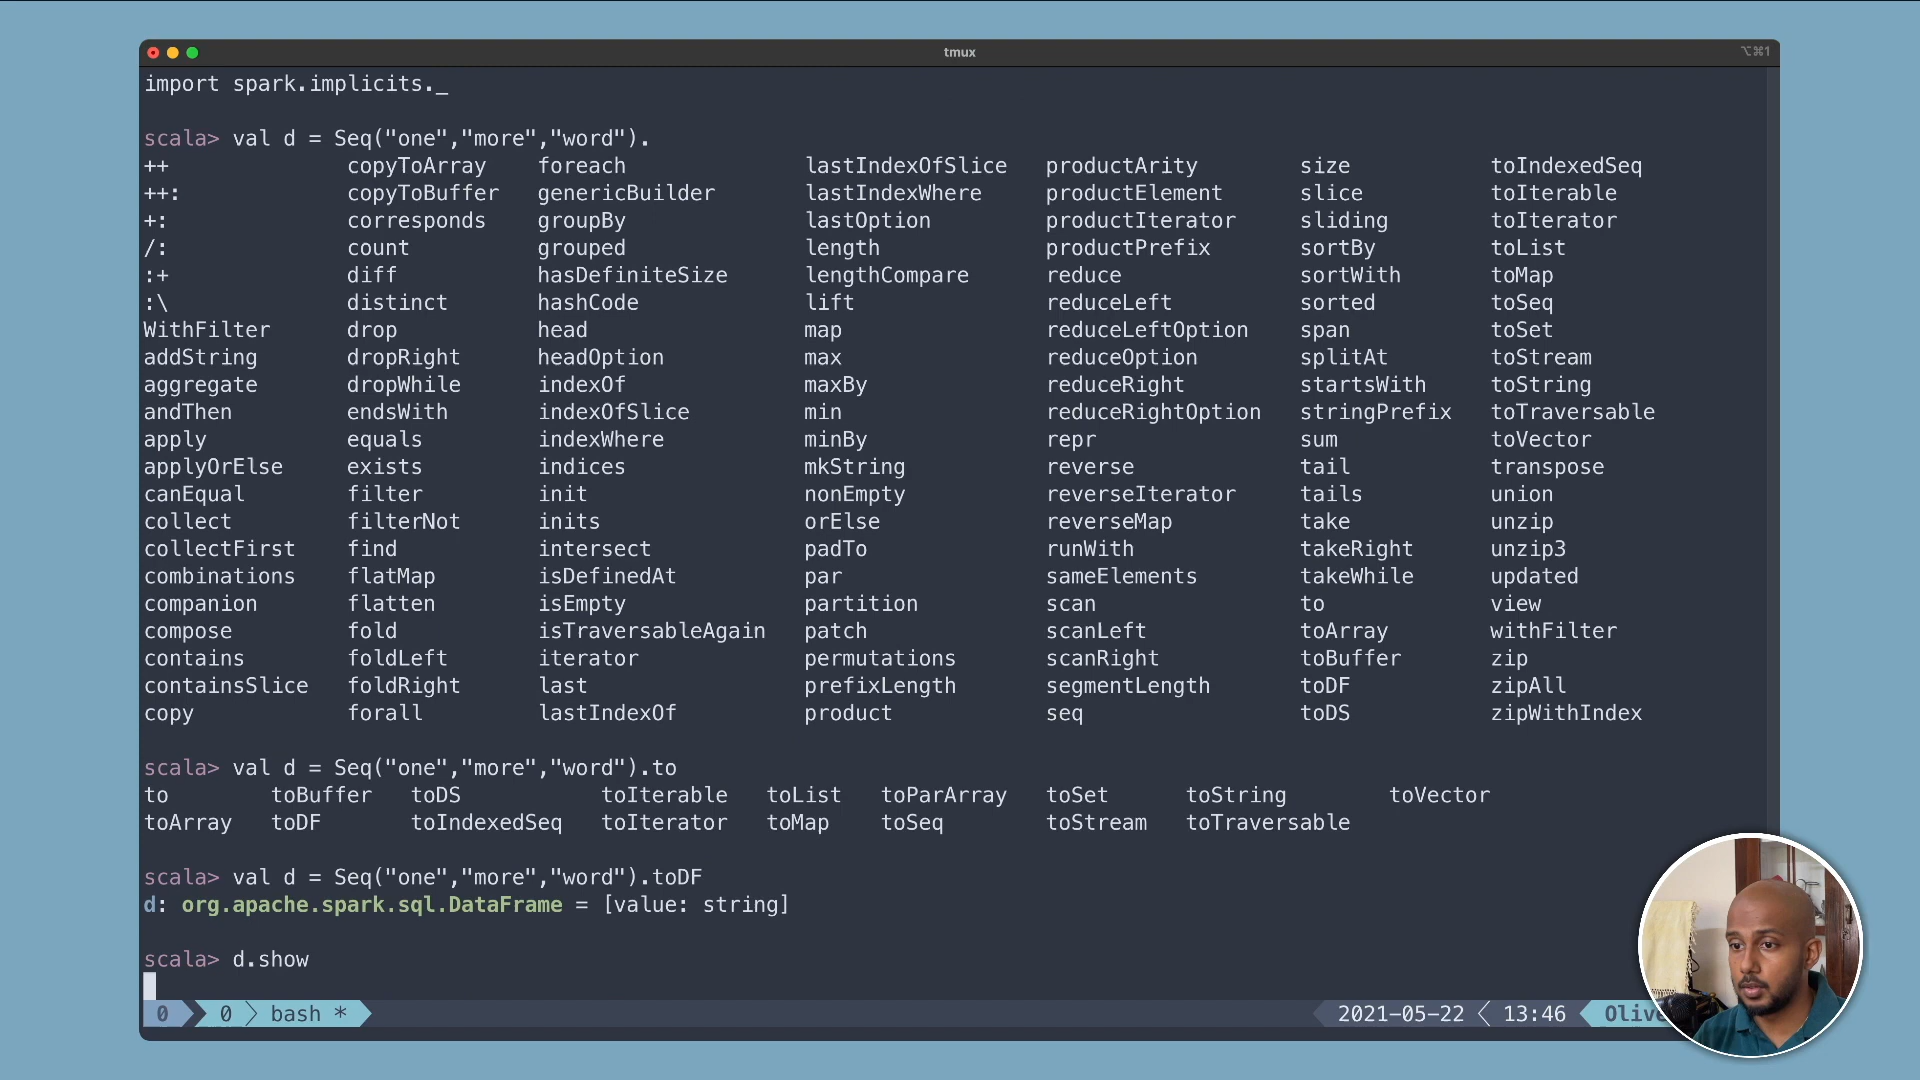 tmux
⌥⌘1
import spark.implicits._
scala> val d = Seq("one","more","word").
++ copyToArray foreach lastIndexOfSlice productArity size toIndexedSeq
++: copyToBuffer genericBuilder lastIndexWhere productElement slice toIterable
+: corresponds groupBy lastOption productIterator sliding toIterator
/: count grouped length productPrefix sortBy toList
:+ diff hasDefiniteSize lengthCompare reduce sortWith toMap
:\ distinct hashCode lift reduceLeft sorted toSeq
WithFilter drop head map reduceLeftOption span toSet
addString dropRight headOption max reduceOption splitAt toStream
aggregate dropWhile indexOf maxBy reduceRight startsWith toString
andThen endsWith indexOfSlice min reduceRightOption stringPrefix toTraversable
apply equals indexWhere minBy repr sum toVector
applyOrElse exists indices mkString reverse tail transpose
canEqual filter init nonEmpty reverseIterator tails union
collect filterNot inits orElse reverseMap take unzip
collectFirst find intersect padTo runWith takeRight unzip3
combinations flatMap isDefinedAt par sameElements takeWhile updated
companion flatten isEmpty partition scan to view
compose fold isTraversableAgain patch scanLeft toArray withFilter
contains foldLeft iterator permutations scanRight toBuffer zip
containsSlice foldRight last prefixLength segmentLength toDF zipAll
copy forall lastIndexOf product seq toDS zipWithIndex
scala> val d = Seq("one","more","word").to
to toBuffer toDS toIterable toList toParArray toSet toString toVector
toArray toDF toIndexedSeq toIterator toMap toSeq toStream toTraversable
scala> val d = Seq("one","more","word").toDF
d: org.apache.spark.sql.DataFrame = [value: string]
scala> d.show
0 0 bash * 2021-05-22 13:46